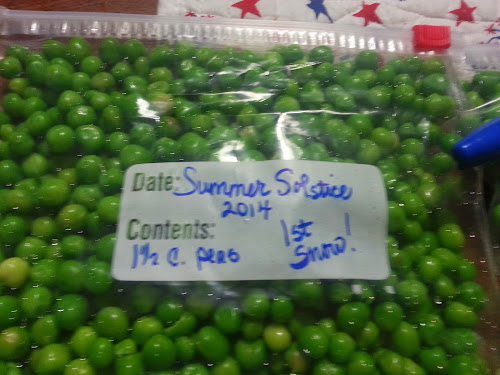 Date: Summer Solstice
2014
Contents:
1½ C. peas
1st
Snow!